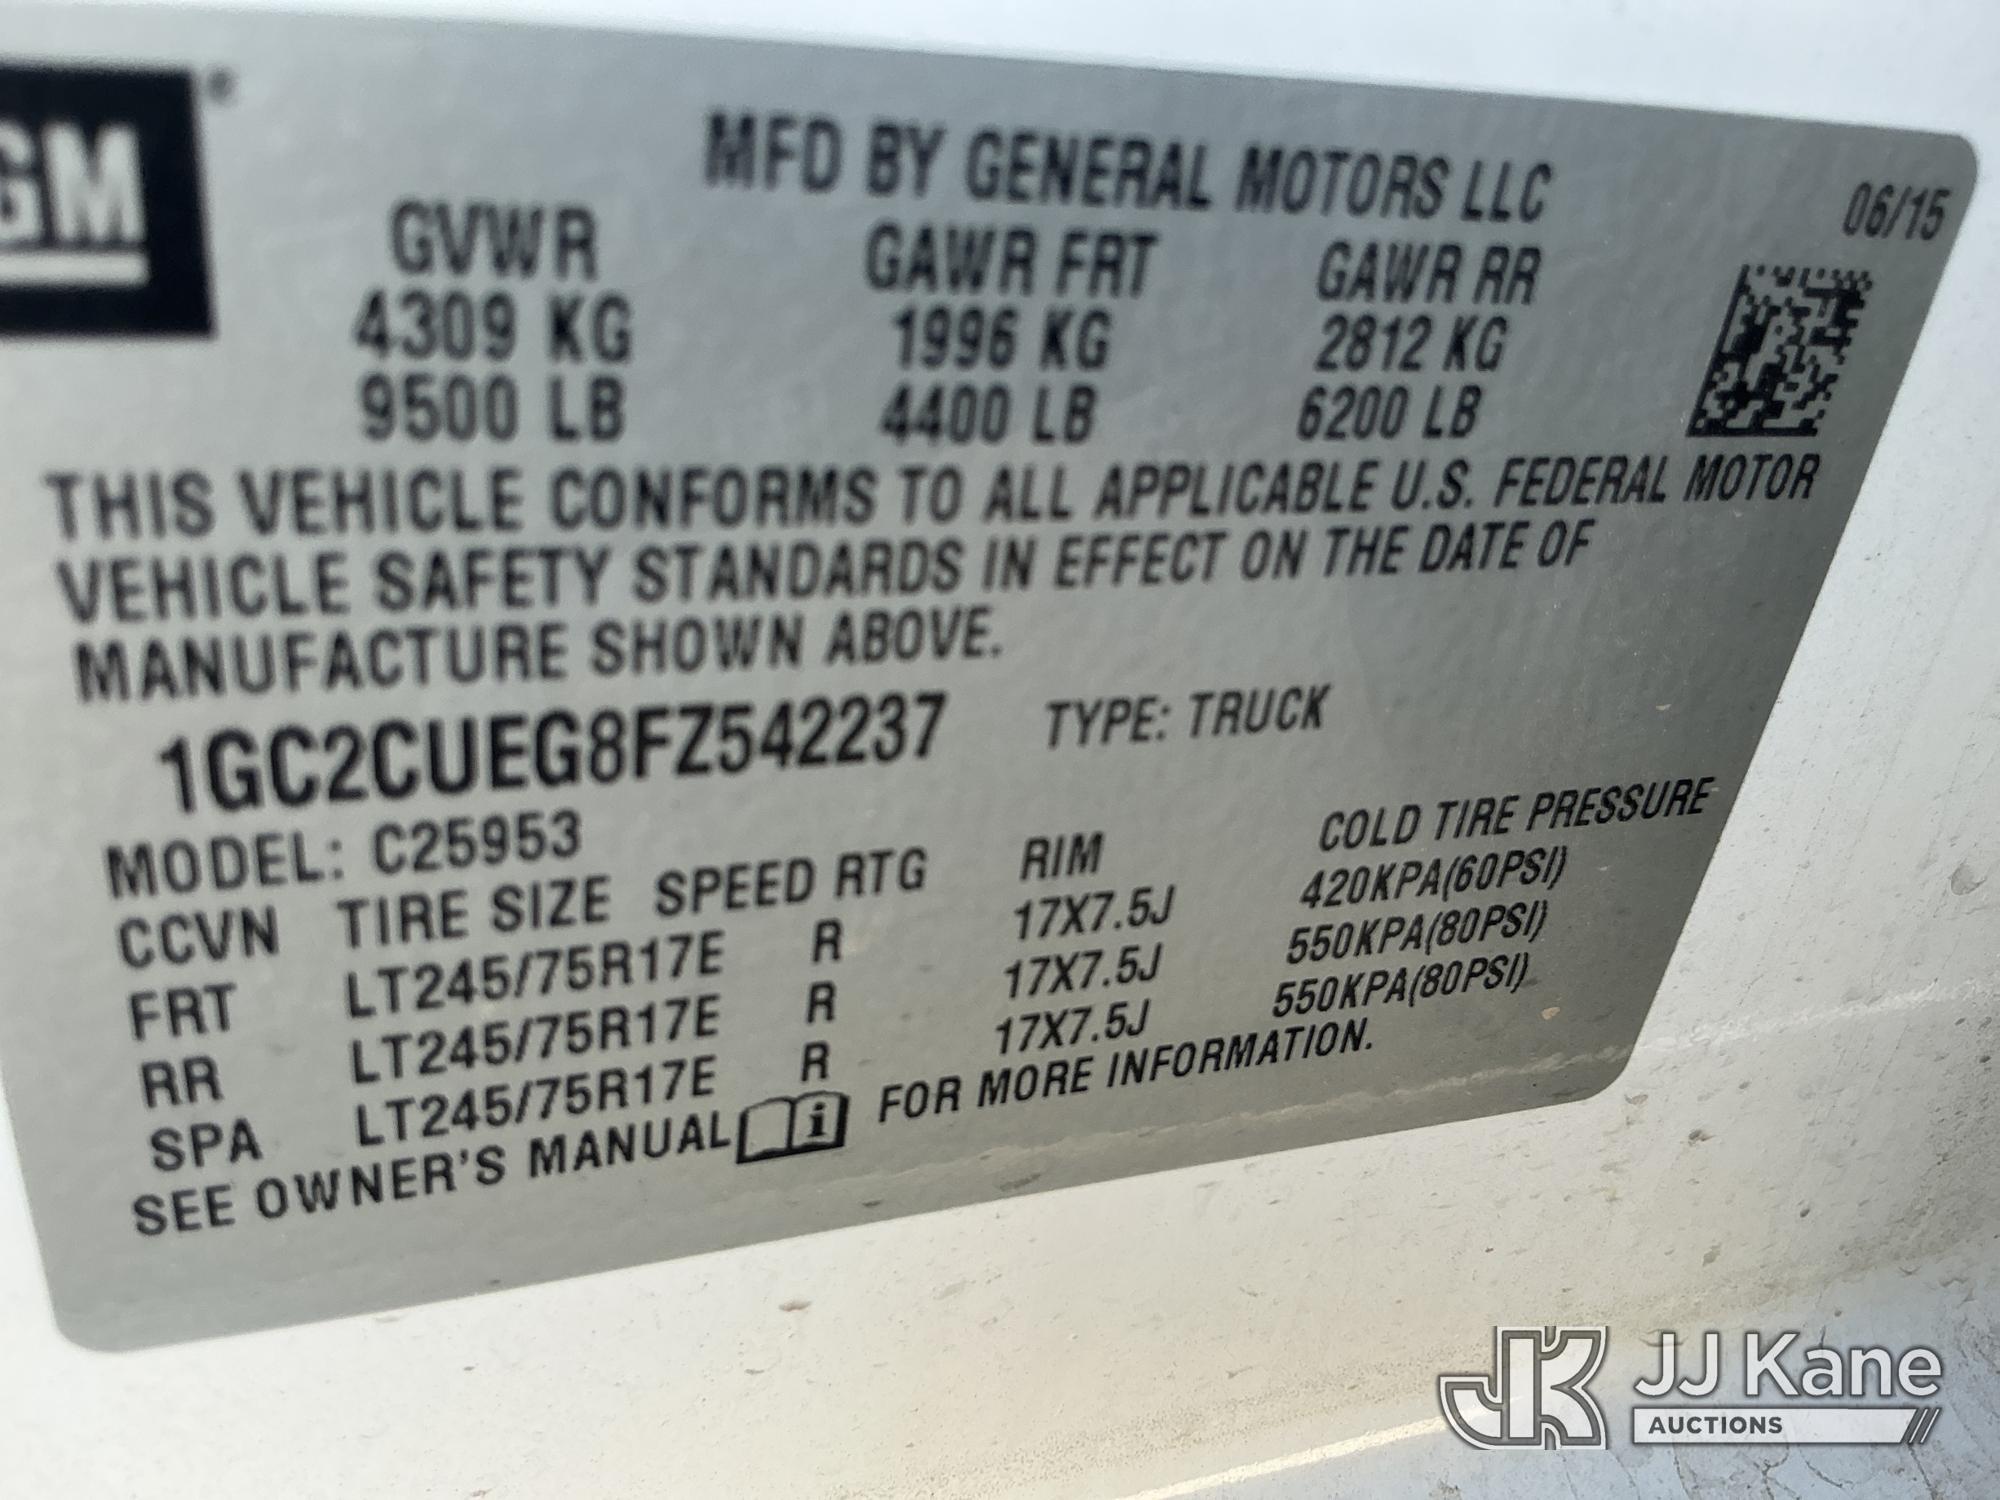 GM®
MFD BY GENERAL MOTORS LLC
06/15
GVWR GAWR FRT GAWR RR
4309 KG 1996 KG 2812 KG
9500 LB 4400 LB 6200 LB
THIS VEHICLE CONFORMS TO ALL APPLICABLE U.S. FEDERAL MOTOR
VEHICLE SAFETY STANDARDS IN EFFECT ON THE DATE OF
MANUFACTURE SHOWN ABOVE.
1GC2CUEG8FZ542237 TYPE: TRUCK
MODEL: C25953
CCVN TIRE SIZE SPEED RTG RIM COLD TIRE PRESSURE
FRT LT245/75R17E R 17X7.5J 420KPA(60PSI)
RR LT245/75R17E R 17X7.5J 550KPA(80PSI)
SPA LT245/75R17E R 17X7.5J 550KPA(80PSI)
SEE OWNER'S MANUAL i FOR MORE INFORMATION.
JK JJ Kane
AUCTIONS